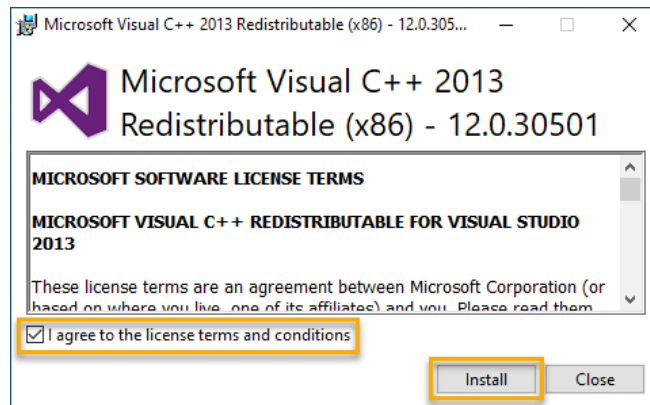 Microsoft Visual C++ 2013 Redistributable (x86) - 12.0.305...
Microsoft Visual C++ 2013
Redistributable (x86) - 12.0.30501
MICROSOFT SOFTWARE LICENSE TERMS
MICROSOFT VISUAL C++ REDISTRIBUTABLE FOR VISUAL STUDIO
2013
These license terms are an agreement between Microsoft Corporation (or
based on where you live, one of its affiliates) and you. Please read them
I agree to the license terms and conditions
Install Close